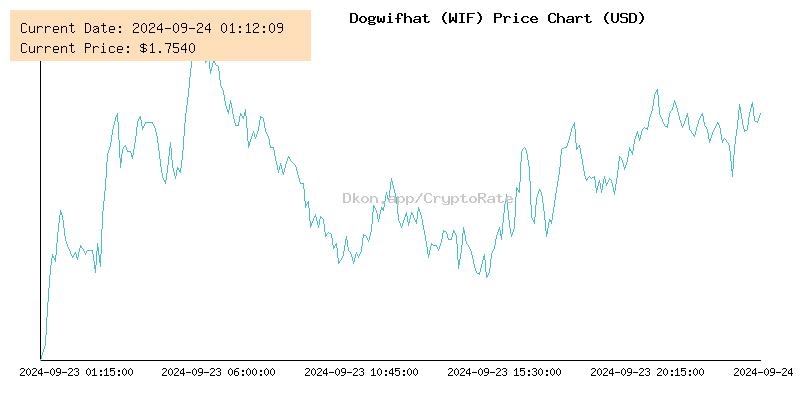 Dogwifhat (WIF) Price Chart (USD)
Current Date: 2024-09-24 01:12:09
Current Price: $1.7540
Dkon.app/CryptoRate
2024-09-23 01:15:00
2024-09-23 06:00:00
2024-09-23 10:45:00
2024-09-23 15:30:00
2024-09-23 20:15:00
2024-09-24